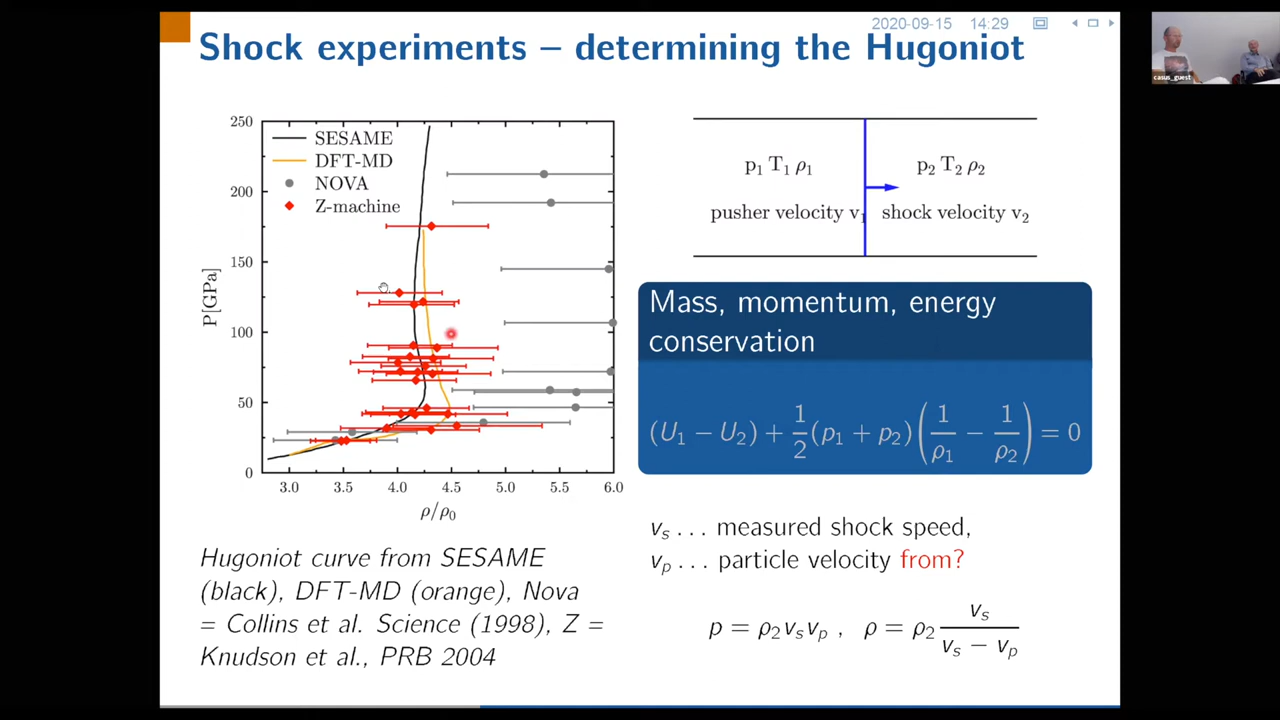 2020-09-15 14:29
Shock experiments – determining the Hugoniot
casus_guest
250
200
150
100
50
0
P[GPa]
SESAME
DFT-MD
NOVA
Z-machine
3.0 3.5 4.0 4.5 5.0 5.5 6.0
ρ/ρ₀
Hugoniot curve from SESAME
(black), DFT-MD (orange), Nova
= Collins et al. Science (1998), Z =
Knudson et al., PRB 2004
p₁ T₁ ρ₁ p₂ T₂ ρ₂
pusher velocity v₁ shock velocity v₂
Mass, momentum, energy
conservation
(U₁ − U₂) + 1/2 (p₁ + p₂) (1/ρ₁ − 1/ρ₂) = 0
vₛ ... measured shock speed,
vₚ ... particle velocity from?
p = ρ₂vₛvₚ , ρ = ρ₂ vₛ/(vₛ − vₚ)